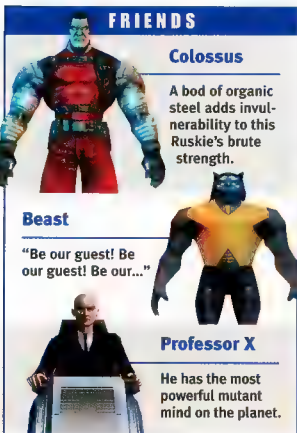 FRIENDS
Colossus
A bod of organic
steel adds invul-
nerability to this
Ruskie's brute
strength.
Beast
"Be our guest! Be
our guest! Be our..."
Professor X
He has the most
powerful mutant
mind on the planet.